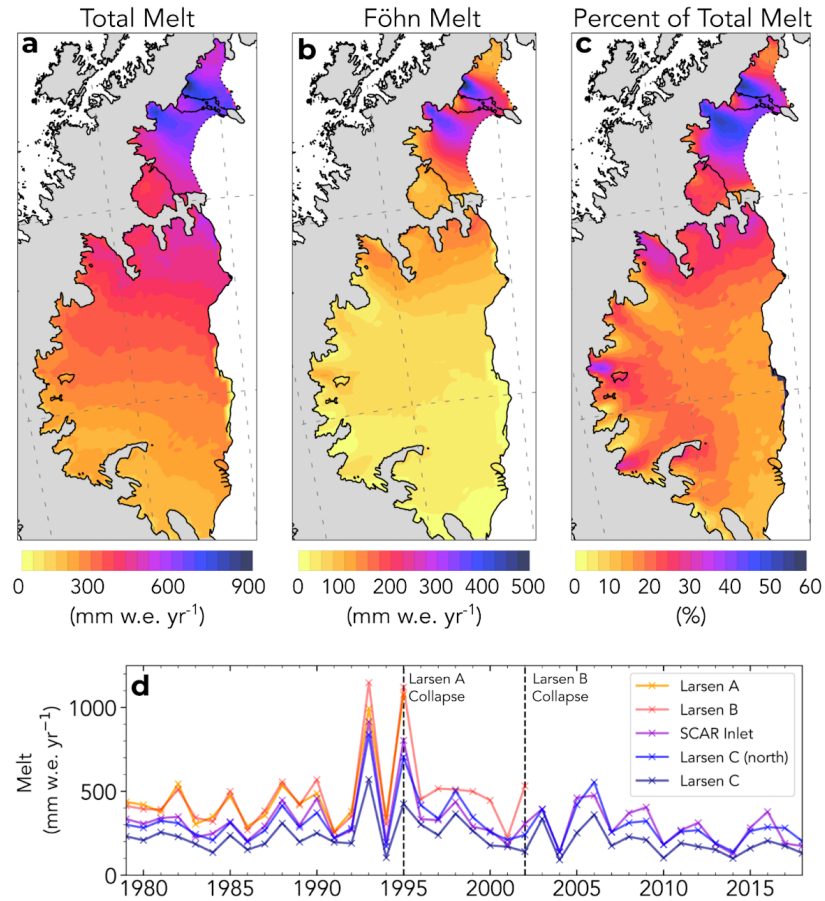 Total Melt
Föhn Melt
Percent of Total Melt
a
b
c
0 300 600 900
0 100 200 300 400 500
0 10 20 30 40 50 60
(mm w.e. yr-1)
(mm w.e. yr-1)
(%)
d
Larsen A
Collapse
Larsen B
Collapse
Larsen A
Larsen B
SCAR Inlet
Larsen C (north)
Larsen C
Melt
(mm w.e. yr−1)
1000
500
0
1980 1985 1990 1995 2000 2005 2010 2015